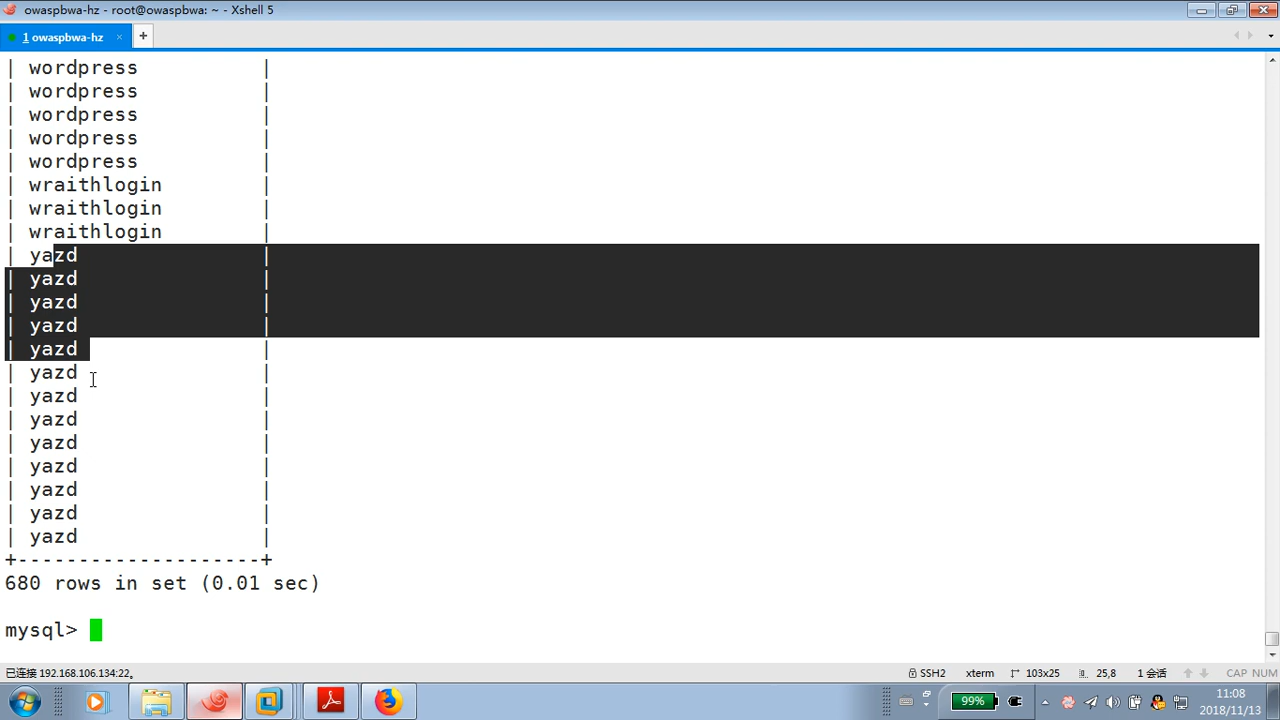 owaspbwa-hz - root@owaspbwa: ~ - Xshell 5
1 owaspbwa-hz × +
| wordpress |
| wordpress |
| wordpress |
| wordpress |
| wordpress |
| wraithlogin |
| wraithlogin |
| wraithlogin |
| yazd |
| yazd |
| yazd |
| yazd |
| yazd |
| yazd |
| yazd |
| yazd |
| yazd |
| yazd |
| yazd |
| yazd |
| yazd |
+--------------------+
680 rows in set (0.01 sec)
mysql>
已连接 192.168.106.134:22。 SSH2 xterm 103x25 25,8 1 会话 CAP NUM
99% 11:08
2018/11/13